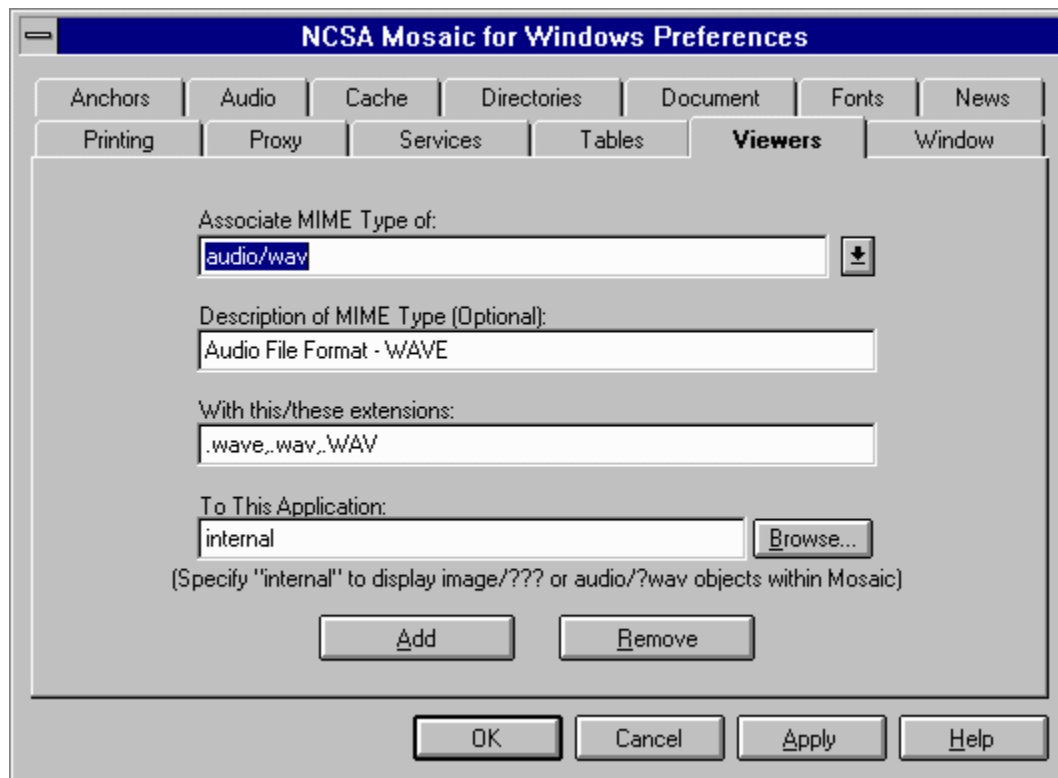 NCSA Mosaic for Windows Preferences
Anchors Audio Cache Directories Document Fonts News
Printing Proxy Services Tables Viewers Window
Associate MIME Type of:
audio/wav
Description of MIME Type (Optional):
Audio File Format - WAVE
With this/these extensions:
.wave,.wav,.WAV
To This Application:
internal Browse...
(Specify "internal" to display image/??? or audio/?wav objects within Mosaic)
Add Remove
OK Cancel Apply Help